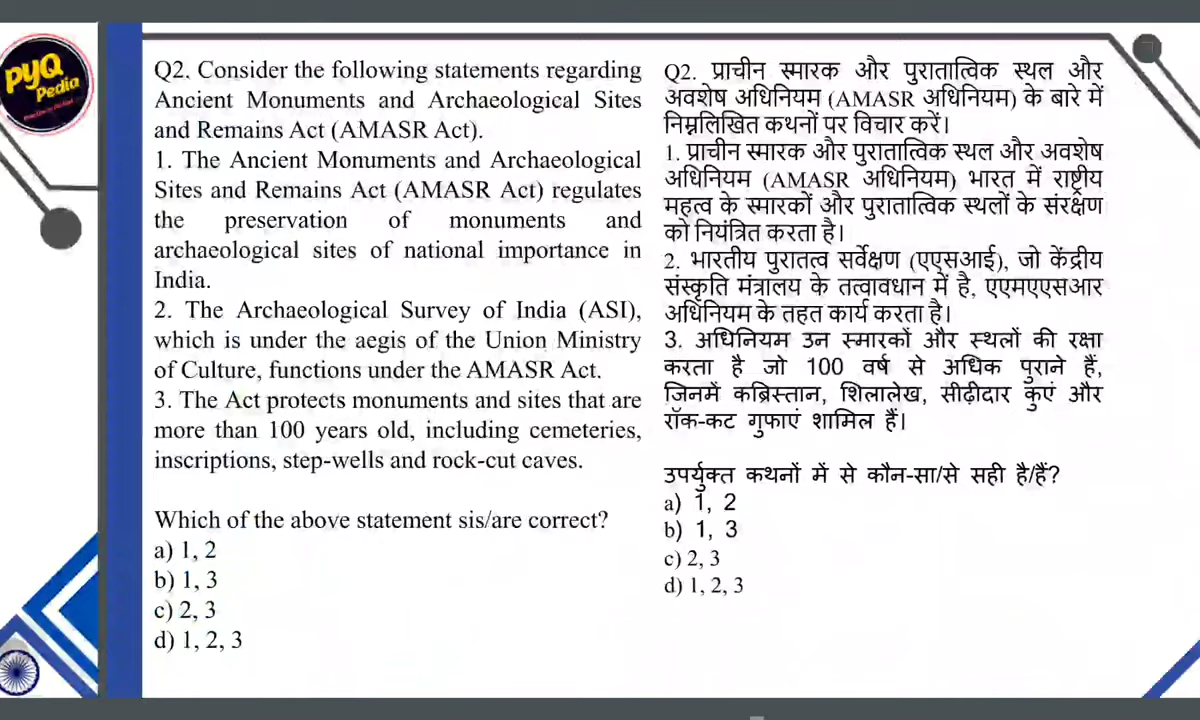 PYQ
Pedia
Q2. Consider the following statements regarding
Ancient Monuments and Archaeological Sites
and Remains Act (AMASR Act).
1. The Ancient Monuments and Archaeological
Sites and Remains Act (AMASR Act) regulates
the preservation of monuments and
archaeological sites of national importance in
India.
2. The Archaeological Survey of India (ASI),
which is under the aegis of the Union Ministry
of Culture, functions under the AMASR Act.
3. The Act protects monuments and sites that are
more than 100 years old, including cemeteries,
inscriptions, step-wells and rock-cut caves.
Which of the above statement sis/are correct?
a) 1, 2
b) 1, 3
c) 2, 3
d) 1, 2, 3
Q2. प्राचीन स्मारक और पुरातात्विक स्थल और
अवशेष अधिनियम (AMASR अधिनियम) के बारे में
निम्नलिखित कथनों पर विचार करें।
1. प्राचीन स्मारक और पुरातात्विक स्थल और अवशेष
अधिनियम (AMASR अधिनियम) भारत में राष्ट्रीय
महत्व के स्मारकों और पुरातात्विक स्थलों के संरक्षण
को नियंत्रित करता है।
2. भारतीय पुरातत्व सर्वेक्षण (एएसआई), जो केंद्रीय
संस्कृति मंत्रालय के तत्वावधान में है, एएमएएसआर
अधिनियम के तहत कार्य करता है।
3. अधिनियम उन स्मारकों और स्थलों की रक्षा
करता है जो 100 वर्ष से अधिक पुराने हैं,
जिनमें कब्रिस्तान, शिलालेख, सीढ़ीदार कुएं और
रॉक-कट गुफाएं शामिल हैं।
उपर्युक्त कथनों में से कौन-सा/से सही है/हैं?
a) 1, 2
b) 1, 3
c) 2, 3
d) 1, 2, 3